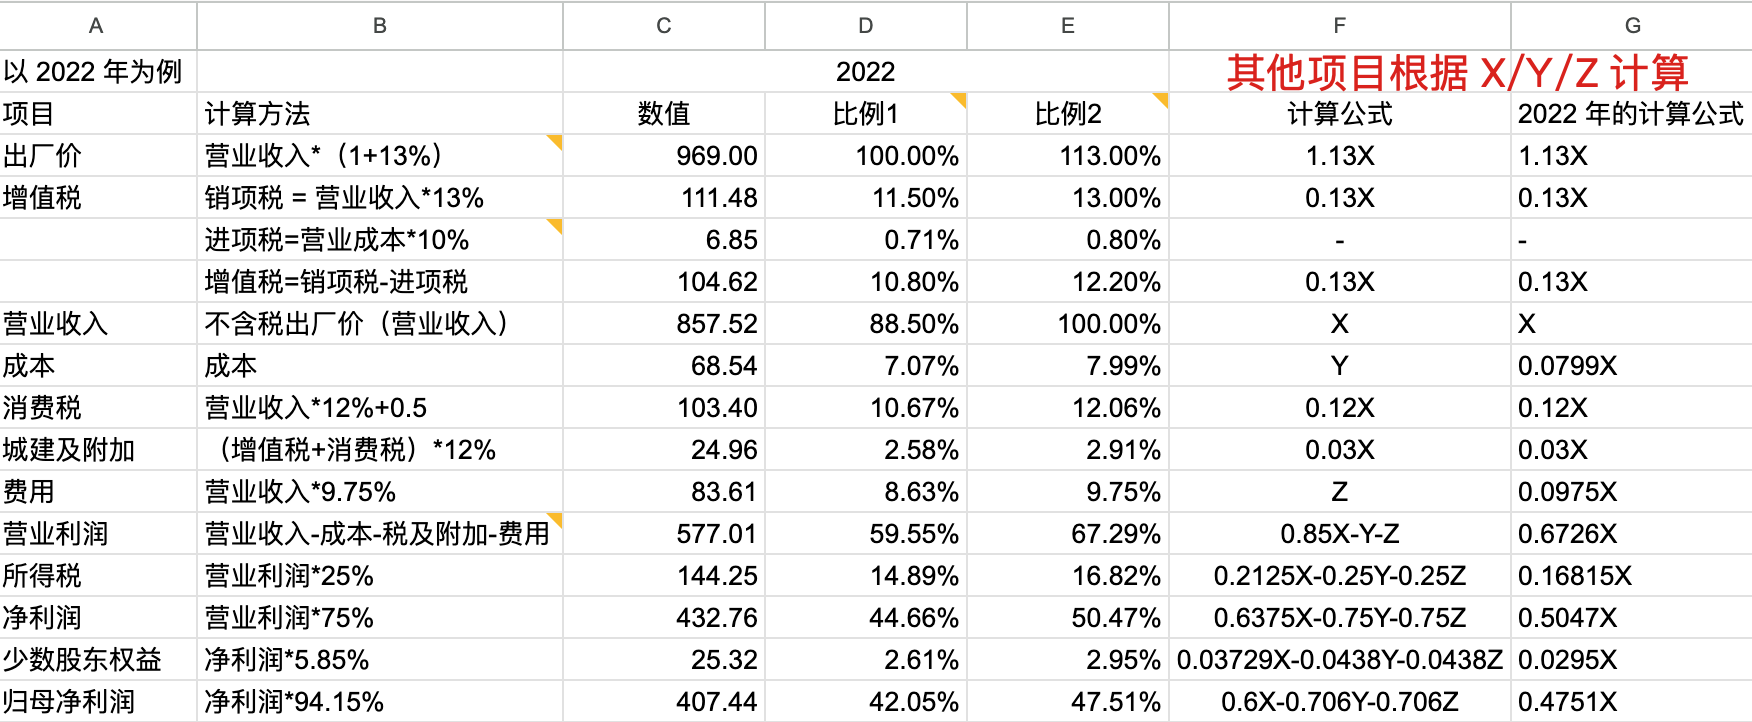 A B C D E F G
以 2022 年为例 2022 其他项目根据 X/Y/Z 计算
项目 计算方法 数值 比例1 比例2 计算公式 2022 年的计算公式
出厂价 营业收入*（1+13%） 969.00 100.00% 113.00% 1.13X 1.13X
增值税 销项税 = 营业收入*13% 111.48 11.50% 13.00% 0.13X 0.13X
进项税=营业成本*10% 6.85 0.71% 0.80% - -
增值税=销项税-进项税 104.62 10.80% 12.20% 0.13X 0.13X
营业收入 不含税出厂价（营业收入） 857.52 88.50% 100.00% X X
成本 成本 68.54 7.07% 7.99% Y 0.0799X
消费税 营业收入*12%+0.5 103.40 10.67% 12.06% 0.12X 0.12X
城建及附加 （增值税+消费税）*12% 24.96 2.58% 2.91% 0.03X 0.03X
费用 营业收入*9.75% 83.61 8.63% 9.75% Z 0.0975X
营业利润 营业收入-成本-税及附加-费用 577.01 59.55% 67.29% 0.85X-Y-Z 0.6726X
所得税 营业利润*25% 144.25 14.89% 16.82% 0.2125X-0.25Y-0.25Z 0.16815X
净利润 营业利润*75% 432.76 44.66% 50.47% 0.6375X-0.75Y-0.75Z 0.5047X
少数股东权益 净利润*5.85% 25.32 2.61% 2.95% 0.03729X-0.0438Y-0.0438Z 0.0295X
归母净利润 净利润*94.15% 407.44 42.05% 47.51% 0.6X-0.706Y-0.706Z 0.4751X